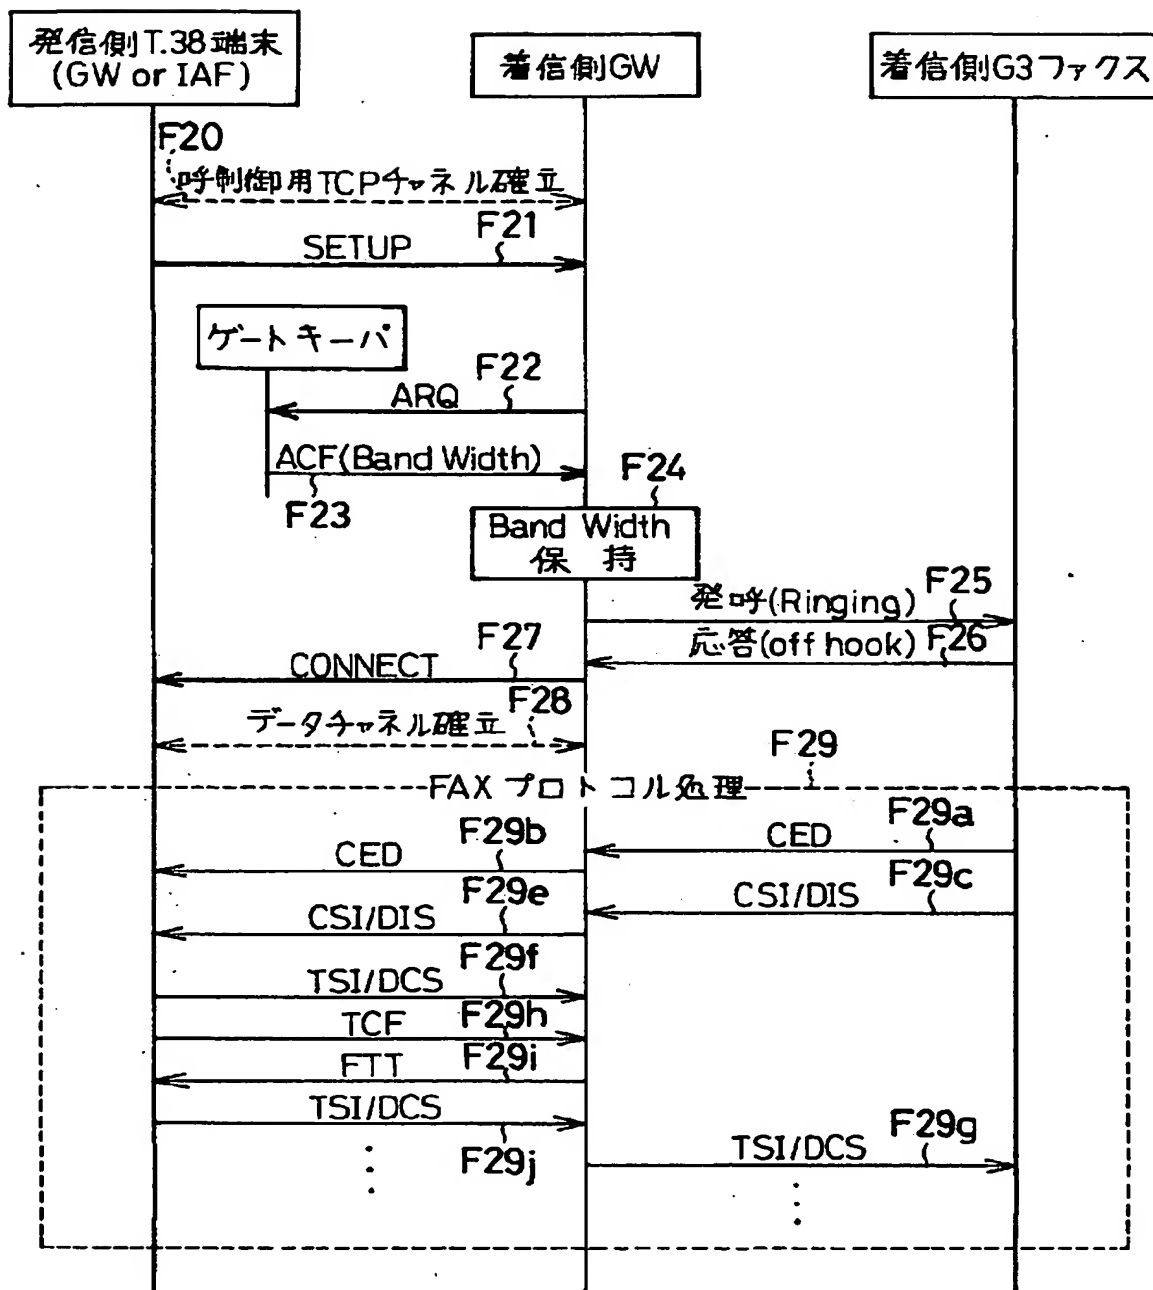 発信側T.38端末
(GW or IAF)
着信側GW
着信側G3ファクス
F20
呼制御用TCPチャネル確立
F21
SETUP
ゲートキーパ
F22
ARQ
ACF(Band Width)
F23
F24
Band Width
保 持
発呼(Ringing)
F25
応答(off hook)
F26
F27
CONNECT
F28
データチャネル確立
F29
FAXプロトコル処理
F29a
CED
F29b
CED
F29c
CSI/DIS
F29e
CSI/DIS
F29f
TSI/DCS
F29h
TCF
F29i
FTT
TSI/DCS
F29j
F29g
TSI/DCS